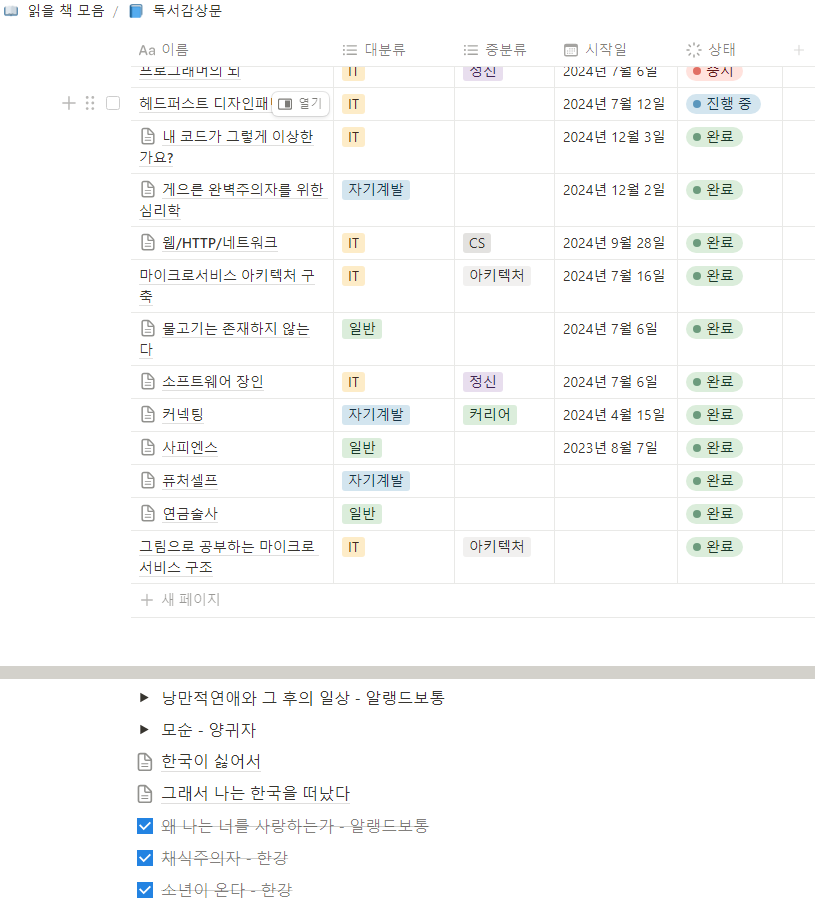 읽을 책 모음 / 독서감상문
Aa 이름 대분류 중분류 시작일 상태
프로그래머의 뇌 IT 정신 2024년 7월 6일 중지
헤드퍼스트 디자인패 열기 IT 2024년 7월 12일 진행 중
내 코드가 그렇게 이상한 IT 2024년 12월 3일 완료
가요?
게으른 완벽주의자를 위한 자기계발 2024년 12월 2일 완료
심리학
웹/HTTP/네트워크 IT CS 2024년 9월 28일 완료
마이크로서비스 아키텍처 구 IT 아키텍처 2024년 7월 16일 완료
축
물고기는 존재하지 않는 일반 2024년 7월 6일 완료
다
소프트웨어 장인 IT 정신 2024년 7월 6일 완료
커넥팅 자기계발 커리어 2024년 4월 15일 완료
사피엔스 일반 2023년 8월 7일 완료
퓨처셀프 자기계발 완료
연금술사 일반 완료
그림으로 공부하는 마이크로 IT 아키텍처 완료
서비스 구조
새 페이지
낭만적연애와 그 후의 일상 - 알랭드보통
모순 - 양귀자
한국이 싫어서
그래서 나는 한국을 떠났다
왜 나는 너를 사랑하는가 - 알랭드보통
채식주의자 - 한강
소년이 온다 - 한강